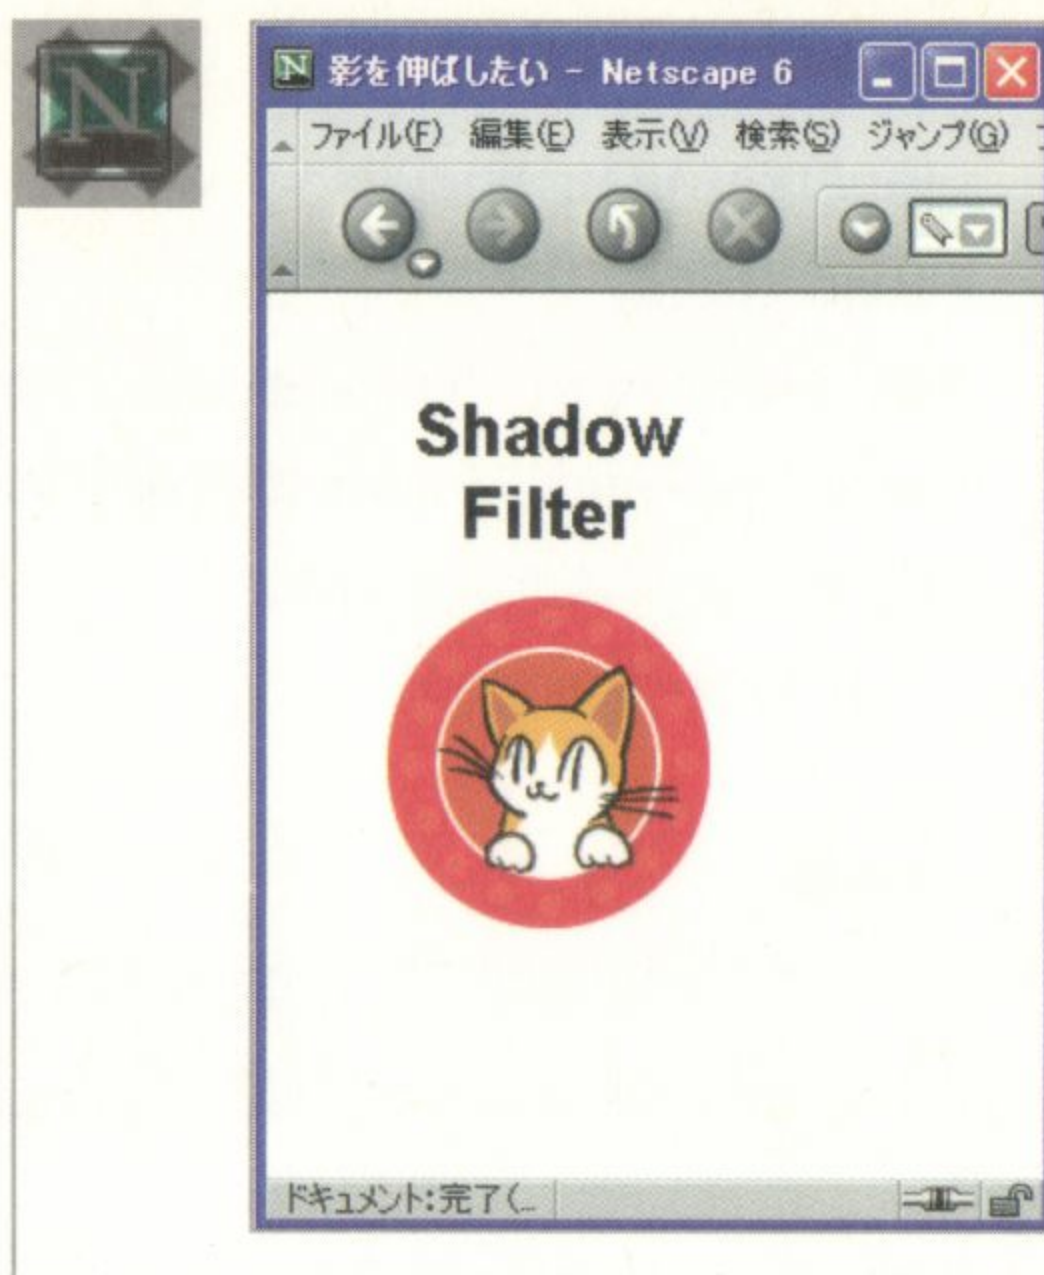 N
影を伸ばしたい - Netscape 6
ファイル(F) 編集(E) 表示(V) 検索(S) ジャンプ(G)
Shadow
Filter
ドキュメント:完了(...